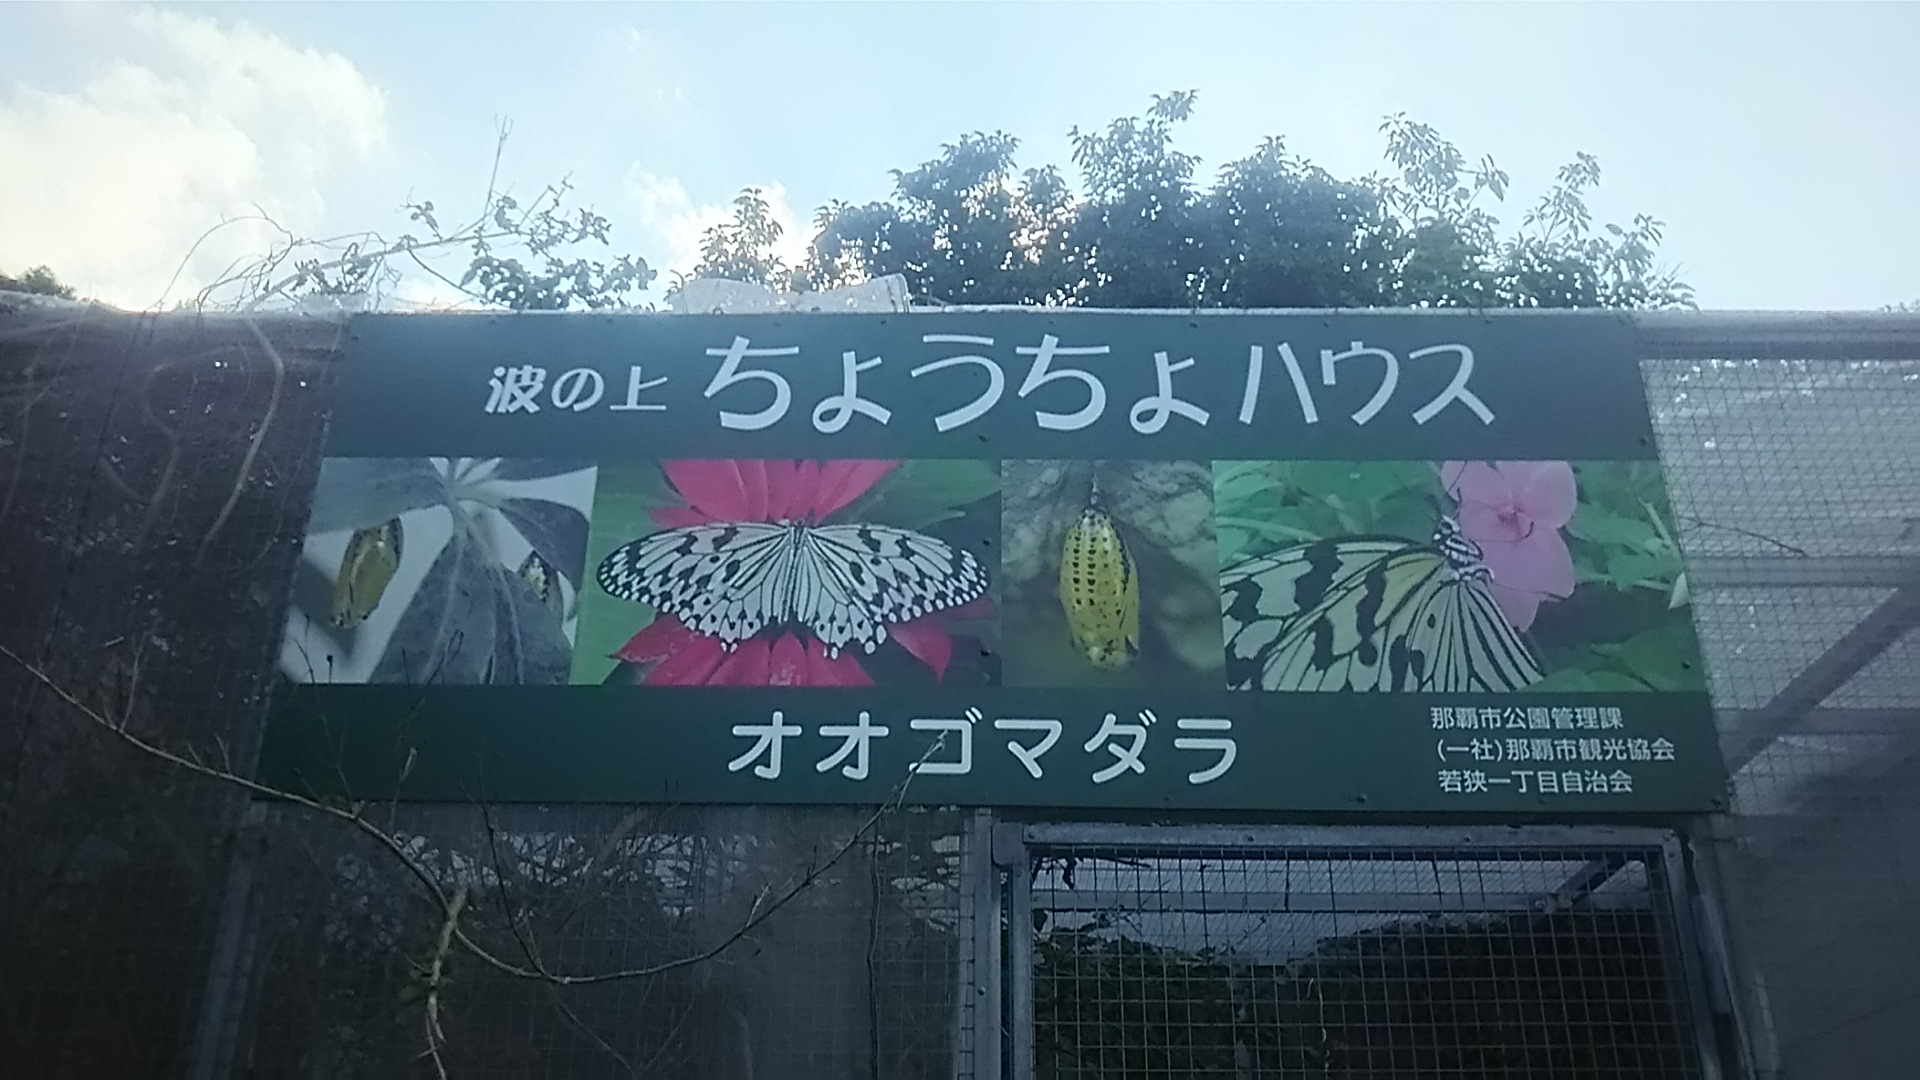 波の上 ちょうちょハウス
オオゴマダラ
那覇市公園管理課
(一社)那覇市観光協会
若狭一丁目自治会